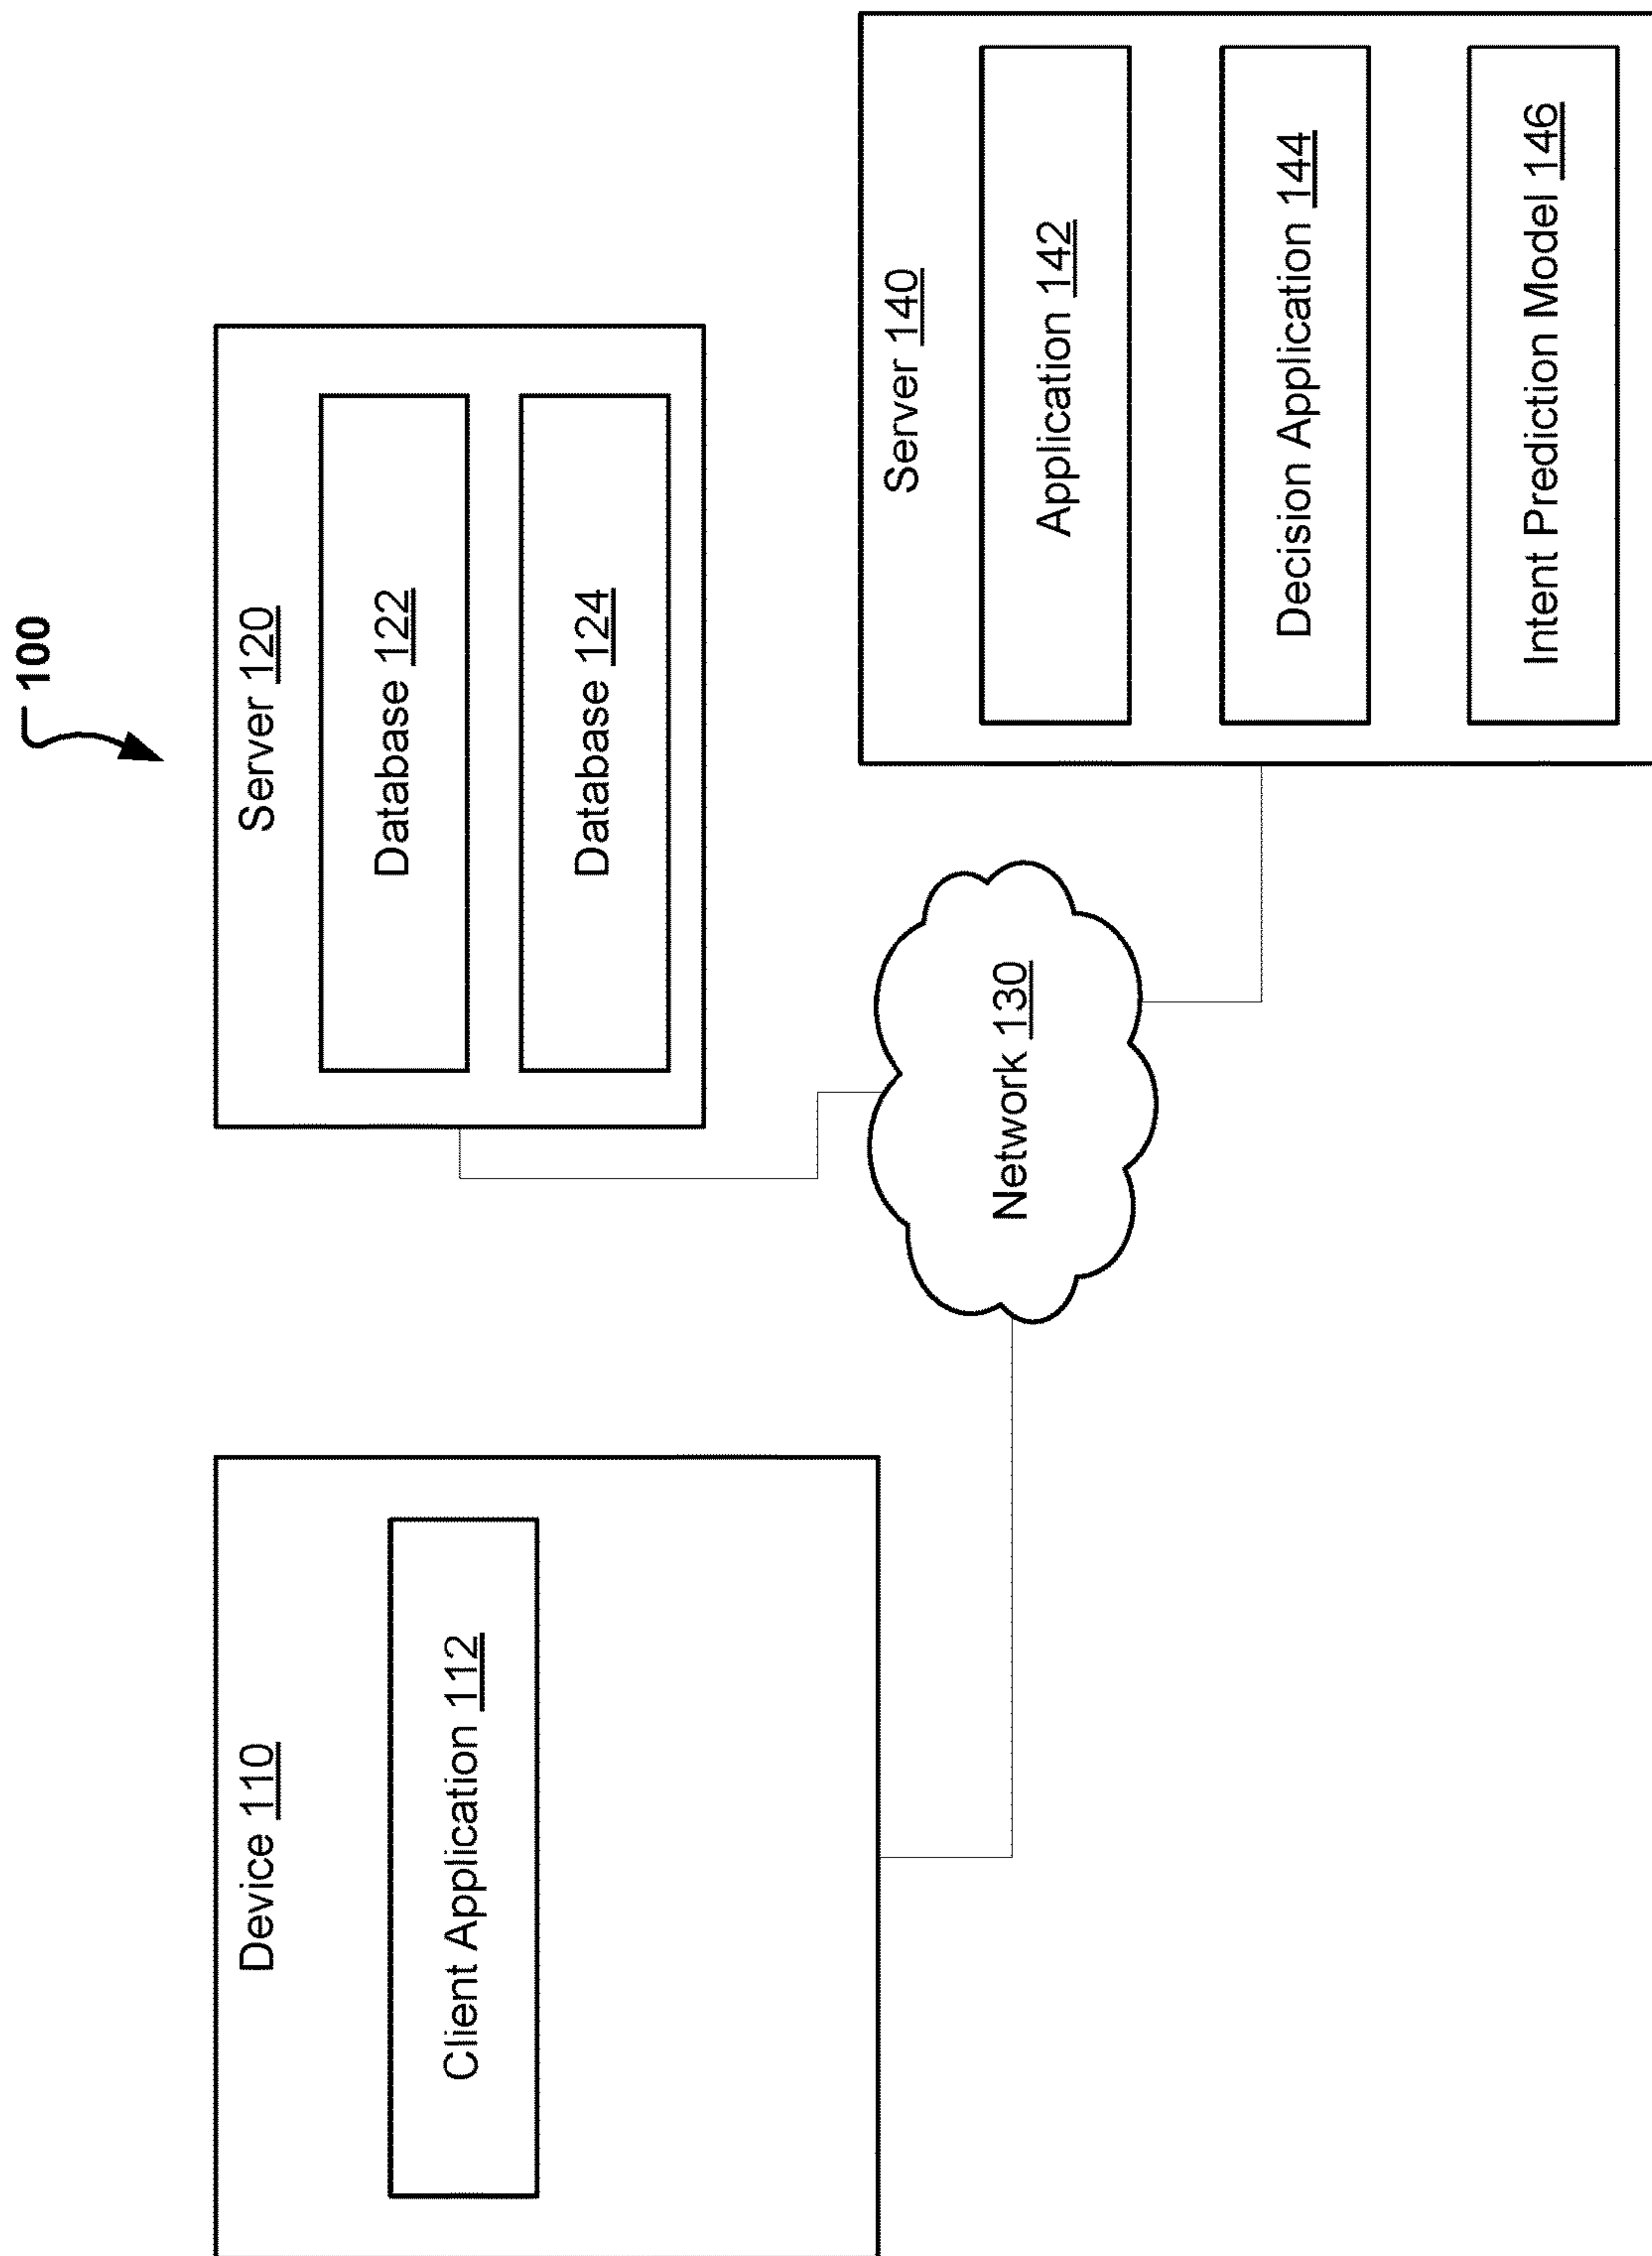 100
Device 110
Client Application 112
Server 120
Database 122
Database 124
Network 130
Server 140
Application 142
Decision Application 144
Intent Prediction Model 146